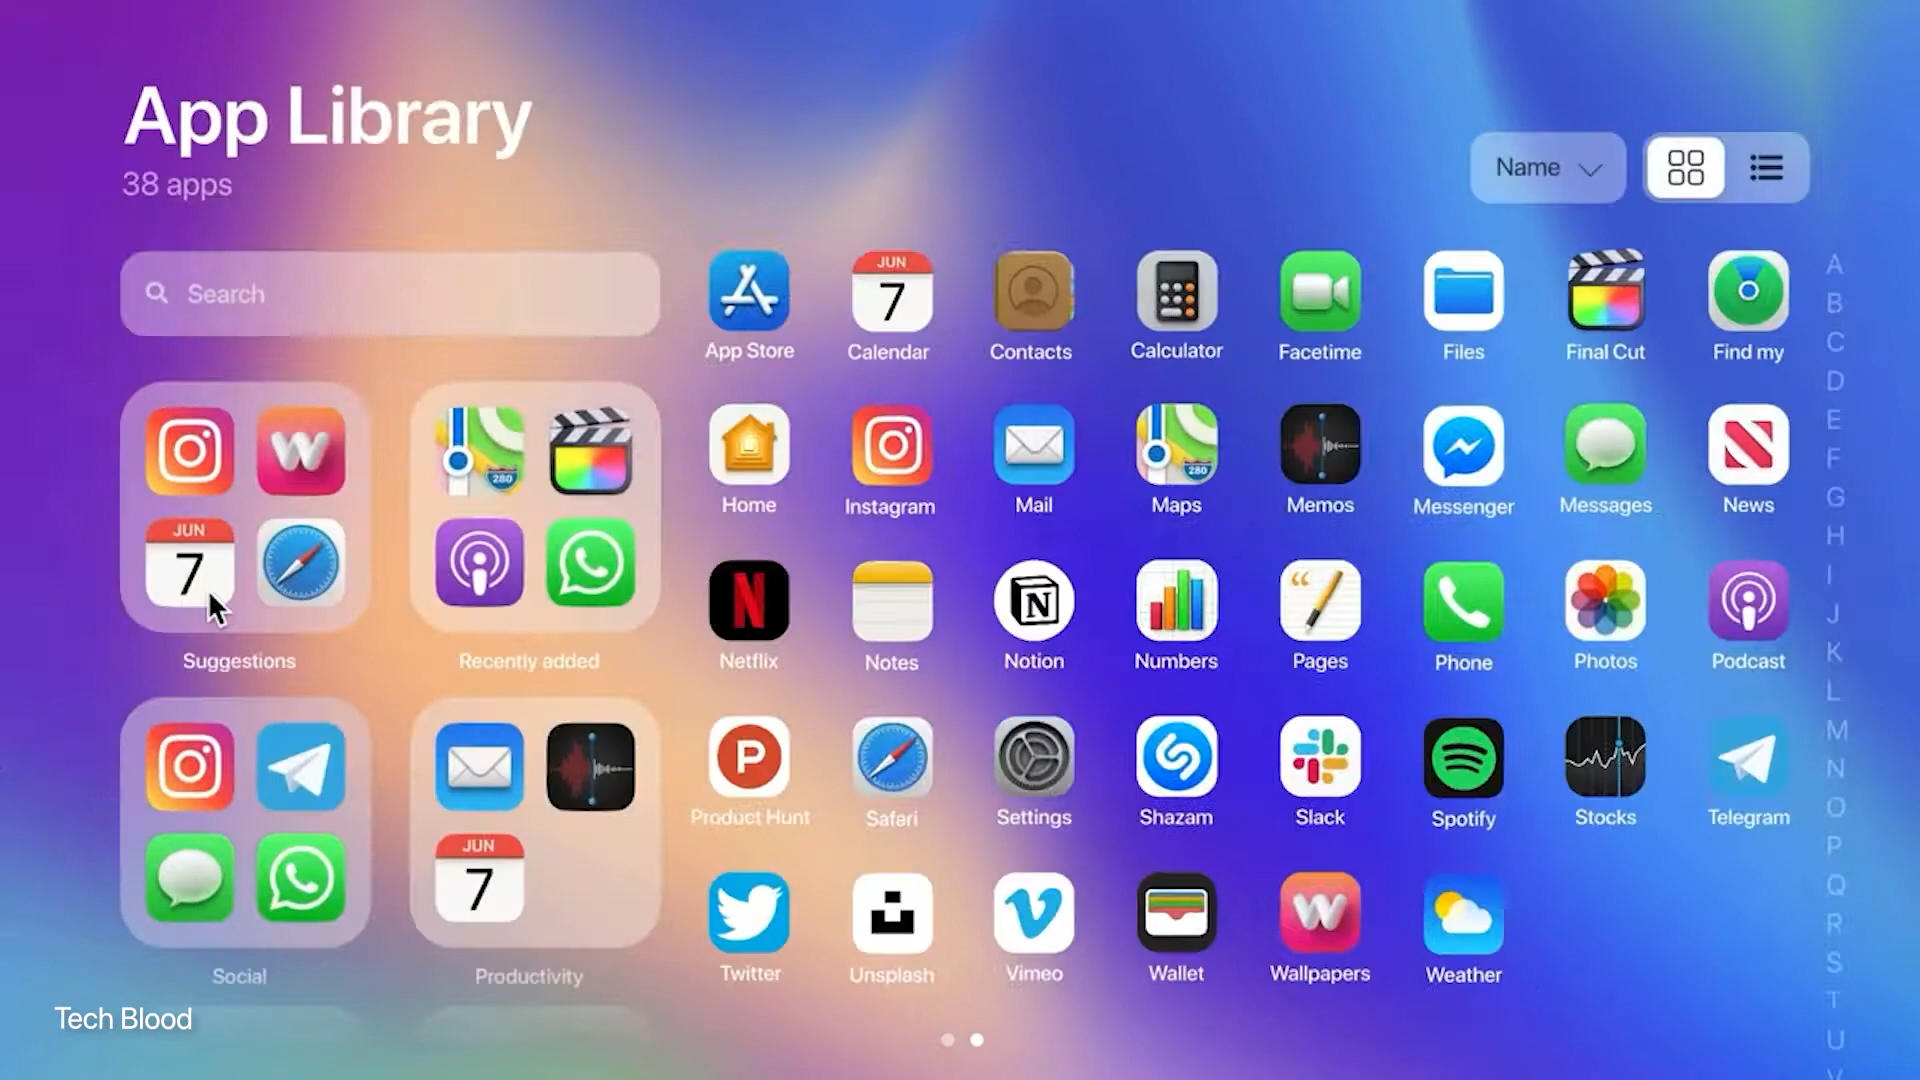 App Library
38 apps
Name
Search
JUN
7
280
Suggestions
Recently added
JUN
7
Social
Productivity
JUN
7
App Store
Calendar
Contacts
Calculator
Facetime
Files
Final Cut
Find my
280
Home
Instagram
Mail
Maps
Memos
Messenger
Messages
News
N
N
Netflix
Notes
Notion
Numbers
Pages
Phone
Photos
Podcast
P
Product Hunt
Safari
Settings
Shazam
Slack
Spotify
Stocks
Telegram
Twitter
Unsplash
Vimeo
Wallet
Wallpapers
Weather
A
B
C
D
E
F
G
H
I
J
K
L
M
N
O
P
Q
R
S
T
U
Tech Blood